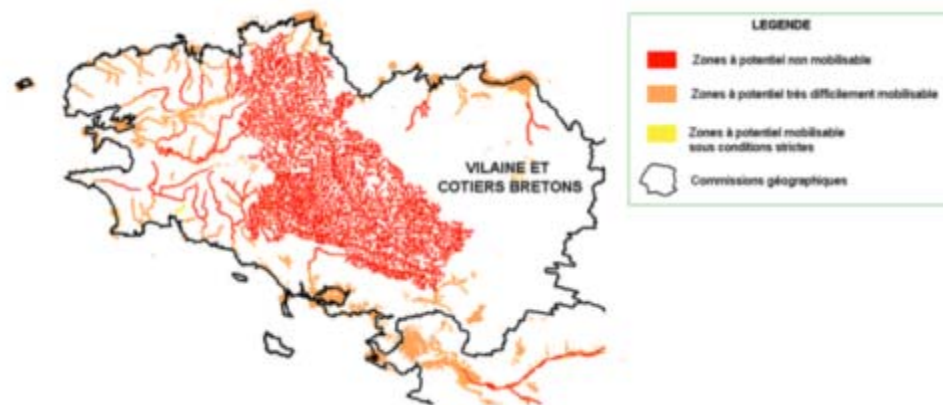 LEGENDE
Zones à potentiel non mobilisable
Zones à potentiel très difficilement mobilisable
Zones à potentiel mobilisable
sous conditions strictes
Commissions géographiques
VILAINE ET
COTIERS BRETONS